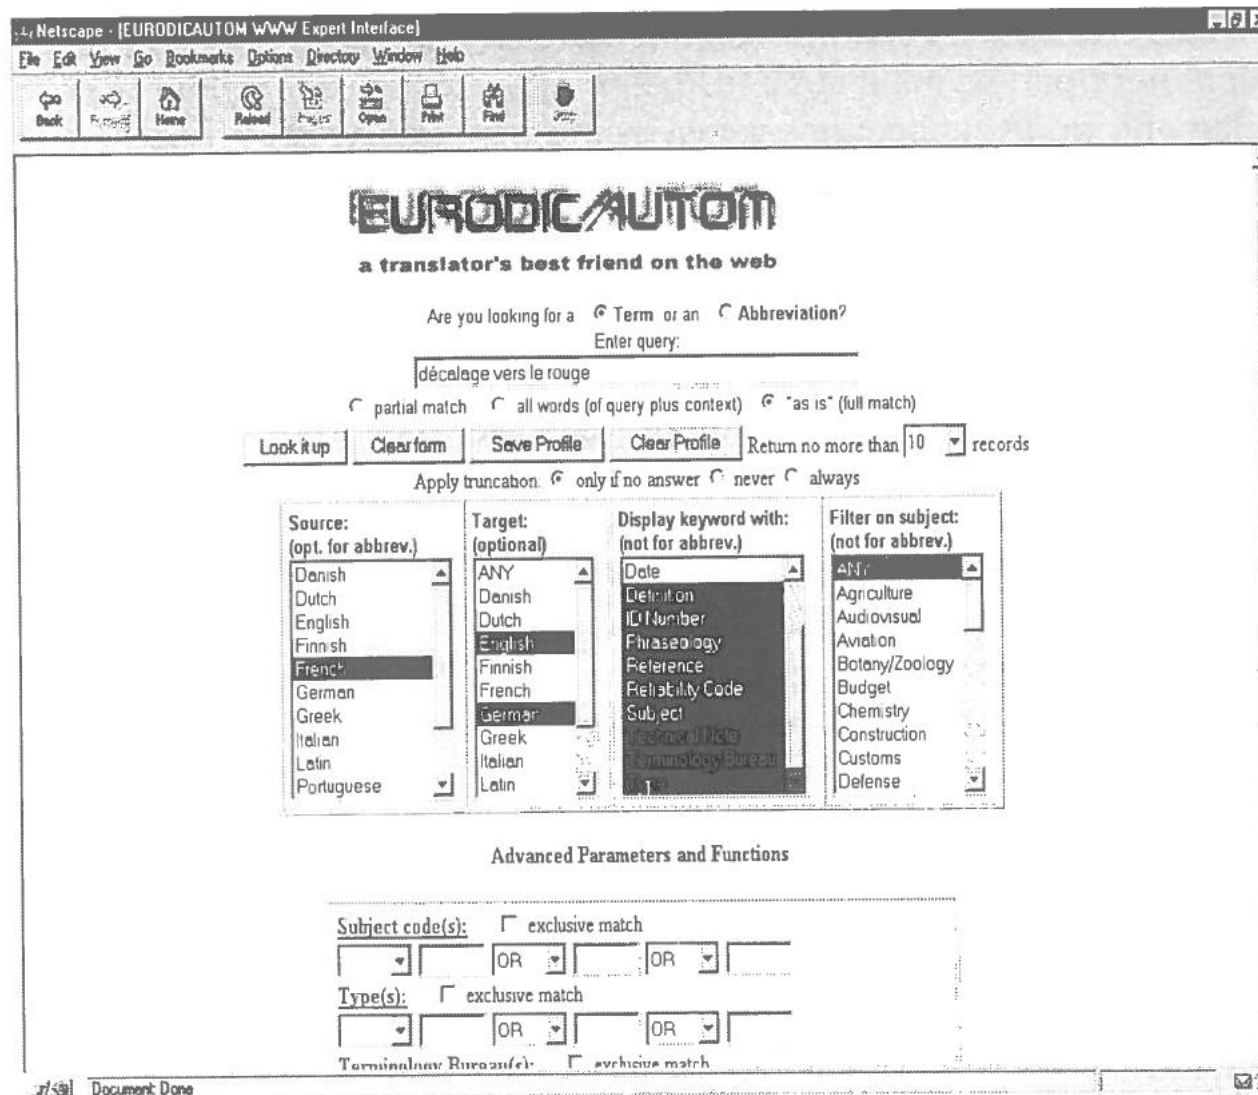 Netscape - [EURODICAUTOM WWW Expert Interface]
File Edit View Go Bookmarks Options Directory Window Help
Back Forward Home Reload Images Open Print Find Stop
EURODICAUTOM
a translator's best friend on the web
Are you looking for a Term or an Abbreviation?
Enter query:
décalage vers le rouge
partial match all words (of query plus context) "as is" (full match)
Look it up Clear form Save Profile Clear Profile Return no more than 10 records
Apply truncation: only if no answer never always
Source:
(opt. for abbrev.)
Danish
Dutch
English
Finnish
French
German
Greek
Italian
Latin
Portuguese
Target:
(optional)
ANY
Danish
Dutch
English
Finnish
French
German
Greek
Italian
Latin
Display keyword with:
(not for abbrev.)
Date
Definition
ID Number
Phraseology
Reference
Reliability Code
Subject
Technical Note
Terminology Bureau
Type
Filter on subject:
(not for abbrev.)
ANY
Agriculture
Audiovisual
Aviation
Botany/Zoology
Budget
Chemistry
Construction
Customs
Defense
Advanced Parameters and Functions
Subject code(s): exclusive match
OR OR
Type(s): exclusive match
OR OR
Terminology Bureau(s): exclusive match
Document Done